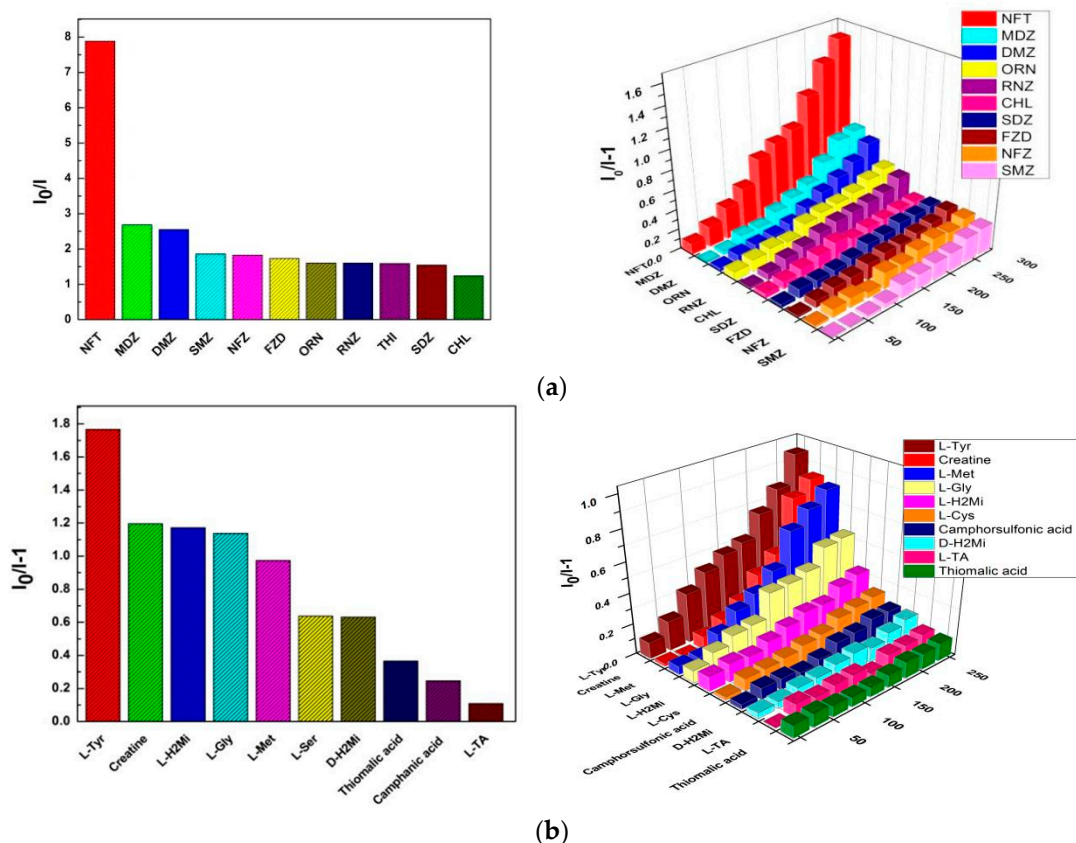 8
7
6
5
4
3
2
1
0
I0/I
NFT MDZ DMZ SMZ NFZ FZD ORN RNZ THI SDZ CHL
1.6
1.4
1.2
1.0
0.8
0.6
0.4
0.2
0.0
I0/I-1
NFT
MDZ
DMZ
ORN
RNZ
CHL
SDZ
FZD
NFZ
SMZ
50
100
150
200
250
300
NFT
MDZ
DMZ
ORN
RNZ
CHL
SDZ
FZD
NFZ
SMZ
(a)
1.8
1.6
1.4
1.2
1.0
0.8
0.6
0.4
0.2
0.0
I0/I-1
L-Tyr Creatine L-H2Mi L-Gly L-Met L-Ser D-H2Mi Thiomalic acid Camphanic acid L-TA
1.0
0.8
0.6
0.4
0.2
0.0
I0/I-1
L-Tyr
Creatine
L-Met
L-Gly
L-H2Mi
L-Cys
Camphorsulfonic acid
D-H2Mi
L-TA
Thiomalic acid
50
100
150
200
250
L-Tyr
Creatine
L-Met
L-Gly
L-H2Mi
L-Cys
Camphorsulfonic acid
D-H2Mi
L-TA
Thiomalic acid
(b)